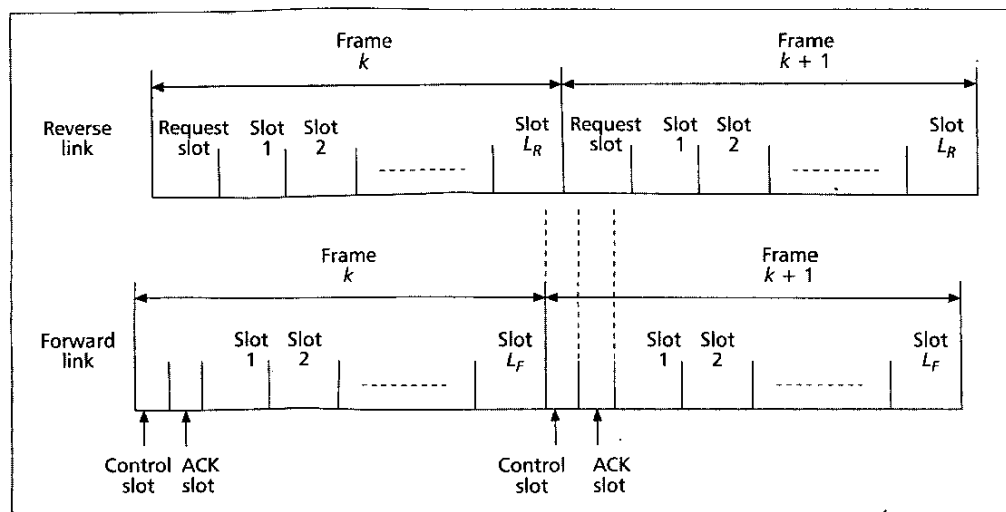 Frame
k
Frame
k + 1
Reverse
link
Request
slot
Slot
1
Slot
2
Slot
L_R
Request
slot
Slot
1
Slot
2
Slot
L_R
Frame
k
Frame
k + 1
Forward
link
Slot
1
Slot
2
Slot
L_F
Slot
1
Slot
2
Slot
L_F
Control
slot
ACK
slot
Control
slot
ACK
slot